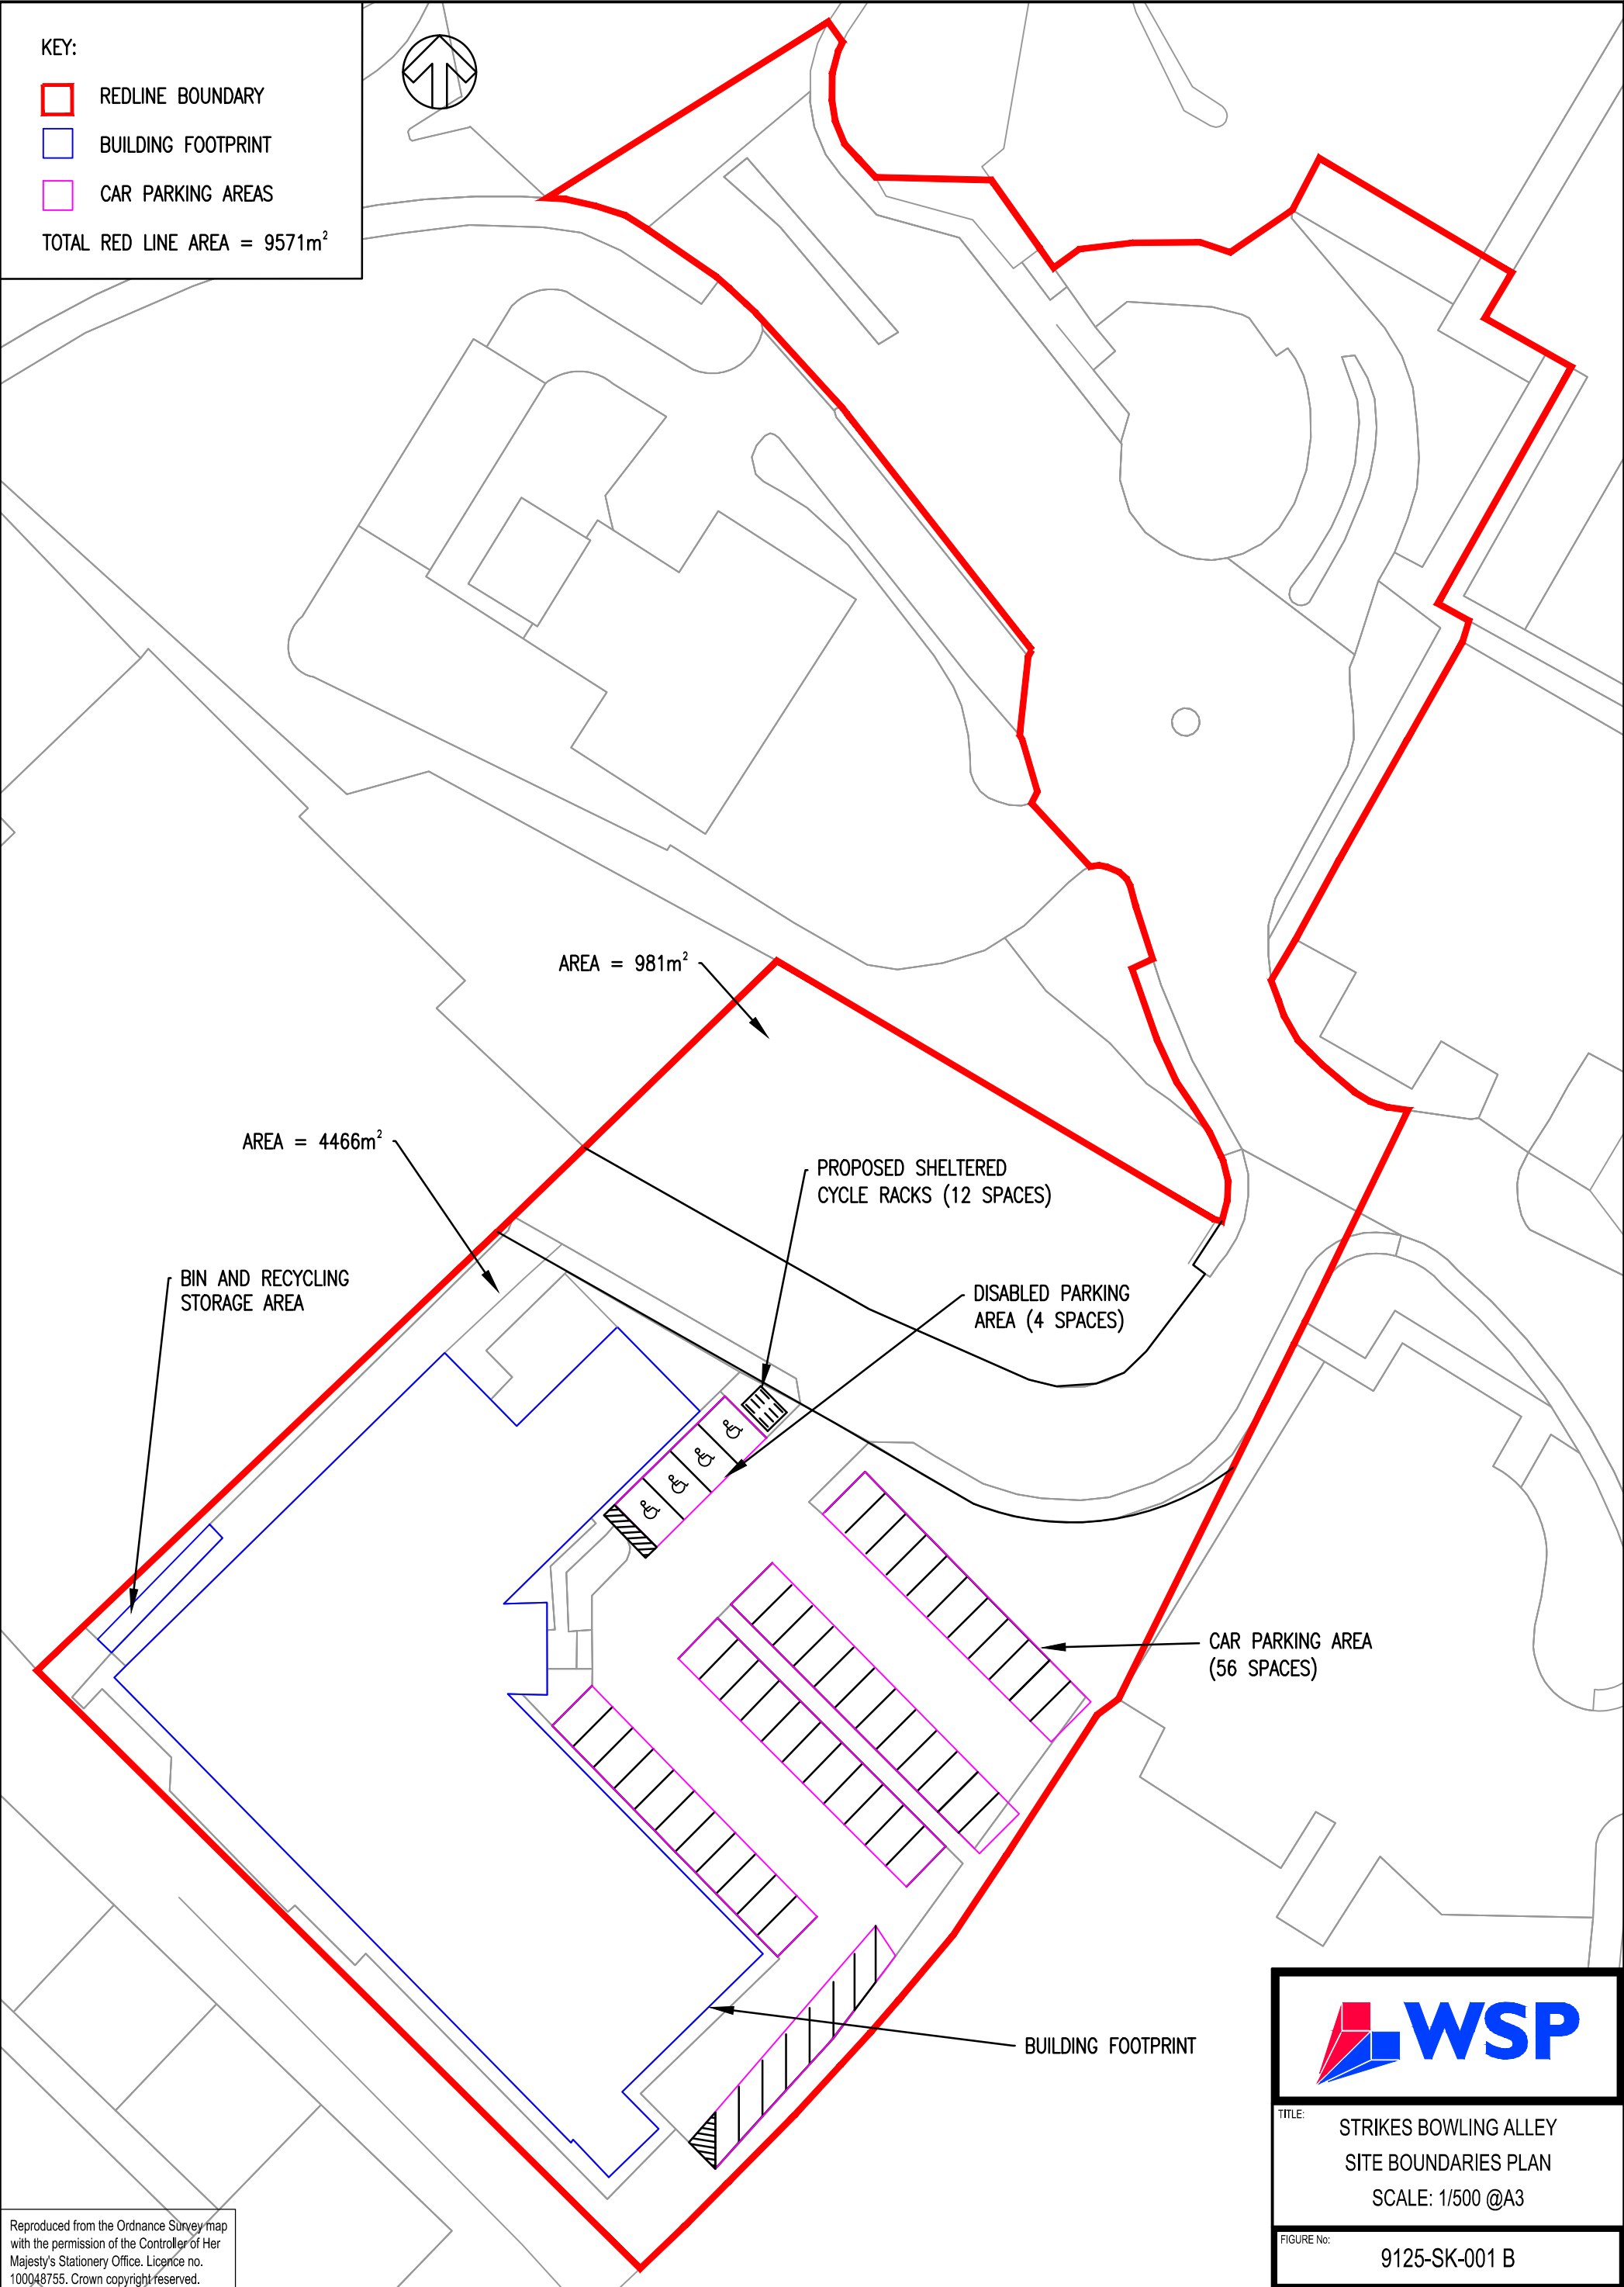 KEY:
REDLINE BOUNDARY
BUILDING FOOTPRINT
CAR PARKING AREAS
TOTAL RED LINE AREA = 9571m²
AREA = 981m²
AREA = 4466m²
PROPOSED SHELTERED
CYCLE RACKS (12 SPACES)
BIN AND RECYCLING
STORAGE AREA
DISABLED PARKING
AREA (4 SPACES)
CAR PARKING AREA
(56 SPACES)
BUILDING FOOTPRINT
WSP
TITLE:
STRIKES BOWLING ALLEY
SITE BOUNDARIES PLAN
SCALE: 1/500 @A3
FIGURE No:
9125-SK-001 B
Reproduced from the Ordnance Survey map
with the permission of the Controller of Her
Majesty's Stationery Office. Licence no.
100048755. Crown copyright reserved.